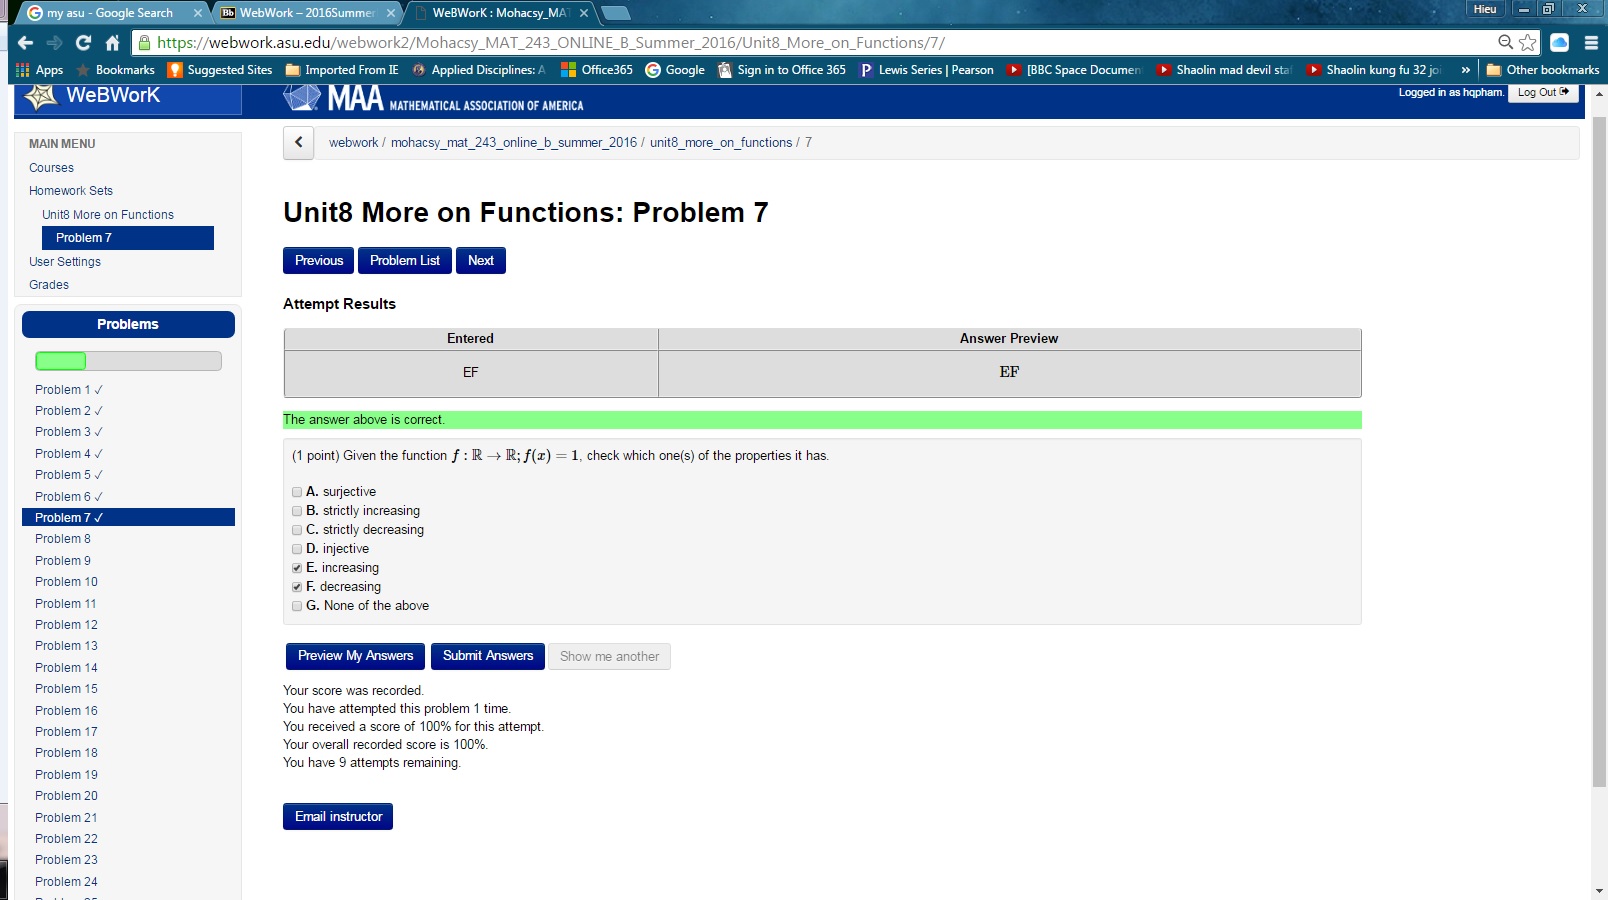 my asu - Google Search
WebWork – 2016Summer
WeBWorK : Mohacsy_MAT
Hieu
https://webwork.asu.edu/webwork2/Mohacsy_MAT_243_ONLINE_B_Summer_2016/Unit8_More_on_Functions/7/
Apps Bookmarks Suggested Sites Imported From IE Applied Disciplines: A Office365 Google Sign in to Office 365 Lewis Series | Pearson [BBC Space Documen Shaolin mad devil sta Shaolin kung fu 32 joi » Other bookmarks
WeBWorK
MAA MATHEMATICAL ASSOCIATION OF AMERICA
Logged in as hqpham. Log Out
webwork / mohacsy_mat_243_online_b_summer_2016 / unit8_more_on_functions / 7
MAIN MENU
Courses
Homework Sets
Unit8 More on Functions
Problem 7
User Settings
Grades
Problems
Problem 1 ✓
Problem 2 ✓
Problem 3 ✓
Problem 4 ✓
Problem 5 ✓
Problem 6 ✓
Problem 7 ✓
Problem 8
Problem 9
Problem 10
Problem 11
Problem 12
Problem 13
Problem 14
Problem 15
Problem 16
Problem 17
Problem 18
Problem 19
Problem 20
Problem 21
Problem 22
Problem 23
Problem 24
Unit8 More on Functions: Problem 7
Previous Problem List Next
Attempt Results
Entered Answer Preview
EF EF
The answer above is correct.
(1 point) Given the function f : ℝ → ℝ; f(x) = 1, check which one(s) of the properties it has.
A. surjective
B. strictly increasing
C. strictly decreasing
D. injective
E. increasing
F. decreasing
G. None of the above
Preview My Answers Submit Answers Show me another
Your score was recorded.
You have attempted this problem 1 time.
You received a score of 100% for this attempt.
Your overall recorded score is 100%.
You have 9 attempts remaining.
Email instructor